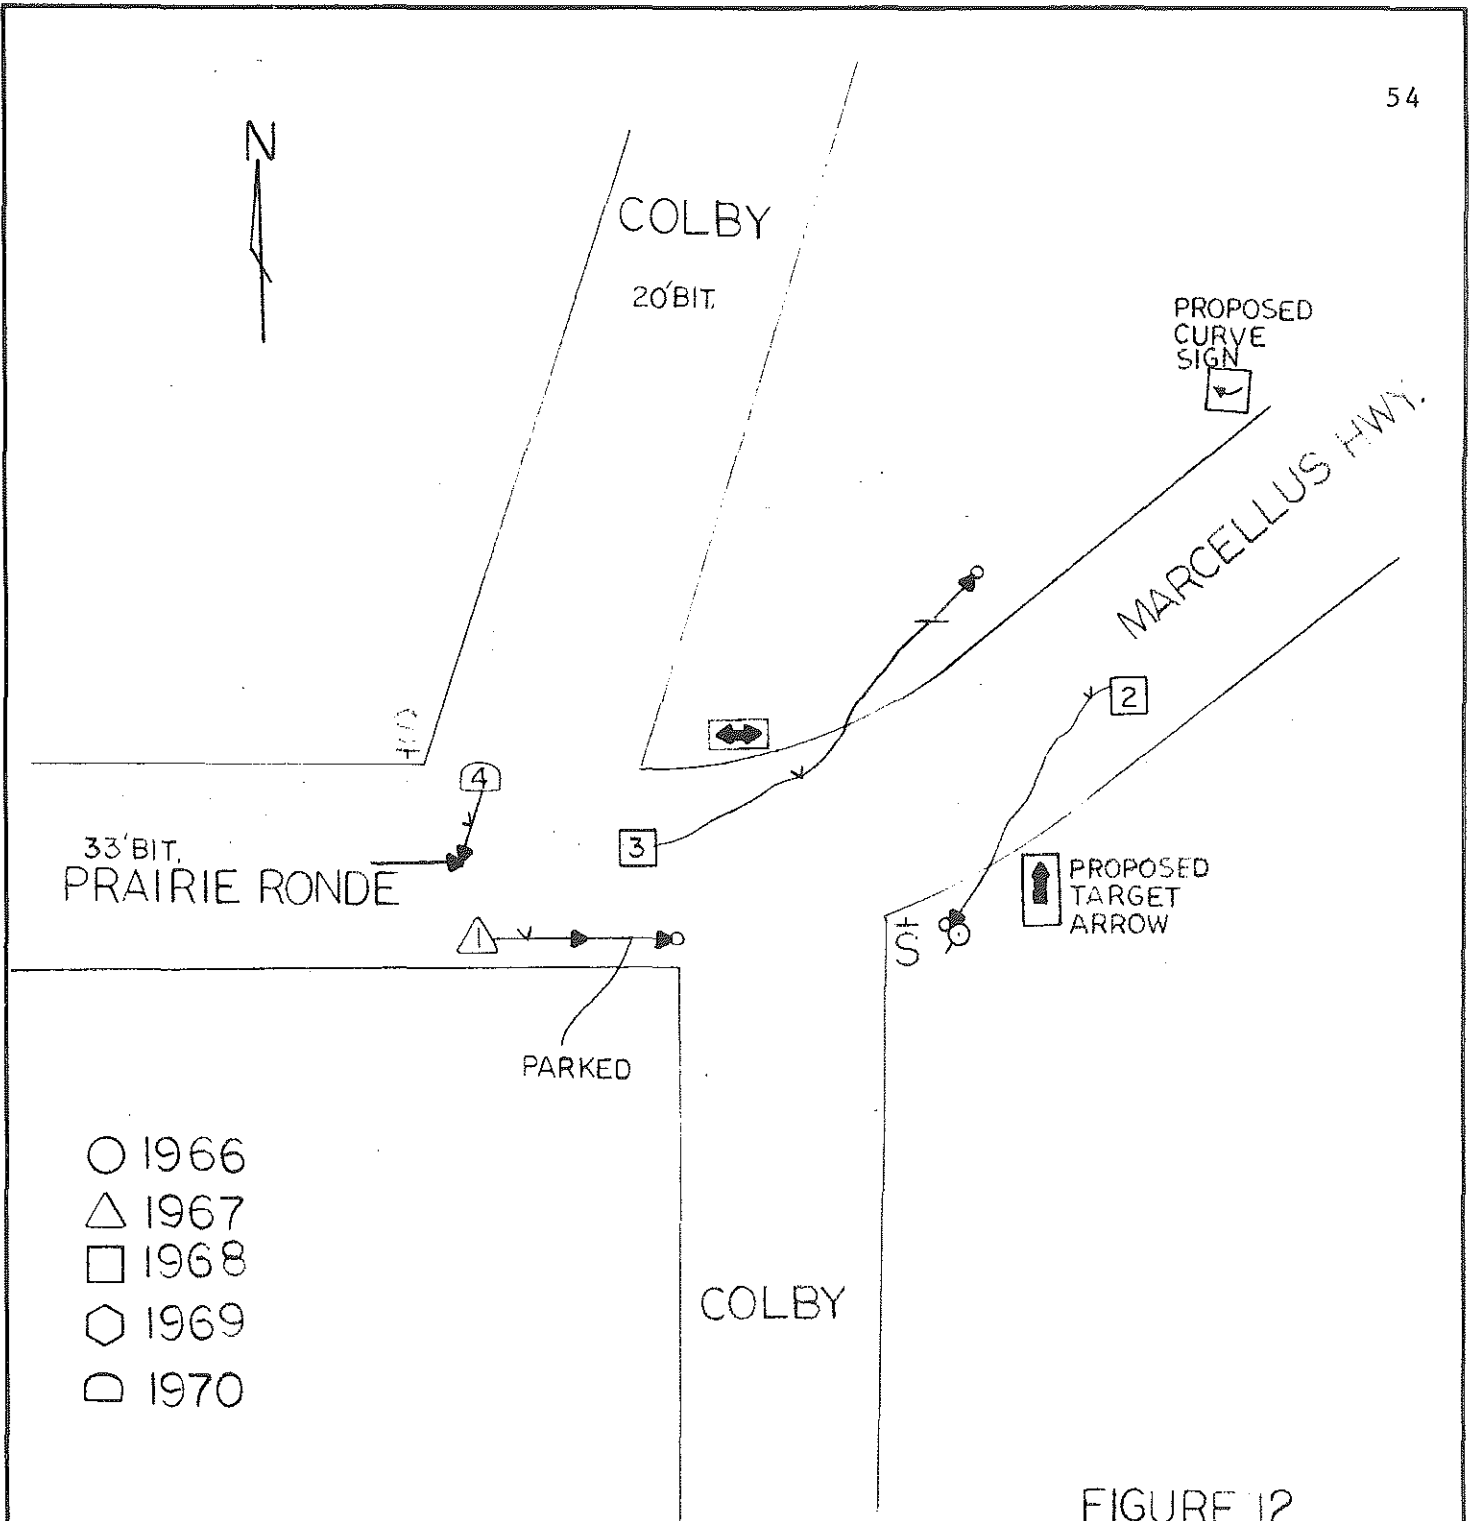 54
N
COLBY
20'BIT.
PROPOSED
CURVE
SIGN
MARCELLUS HWY.
S
4
2
3
33'BIT.
PRAIRIE RONDE
1
PROPOSED
TARGET
ARROW
S
PARKED
1966
1967
1968
1969
1970
COLBY
FIGURE 12